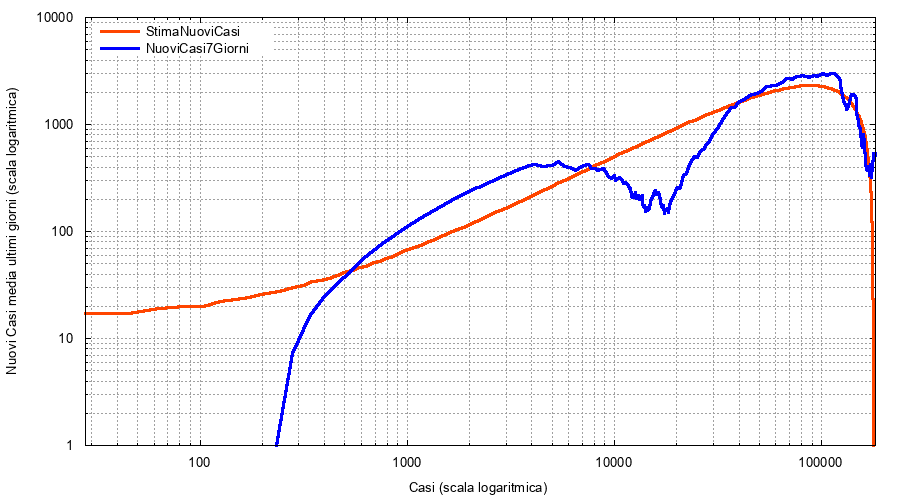 StimaNuoviCasi
NuoviCasi7Giorni
Nuovi Casi media ultimi giorni (scala logaritmica)
10000
1000
100
10
1
100
1000
10000
100000
Casi (scala logaritmica)